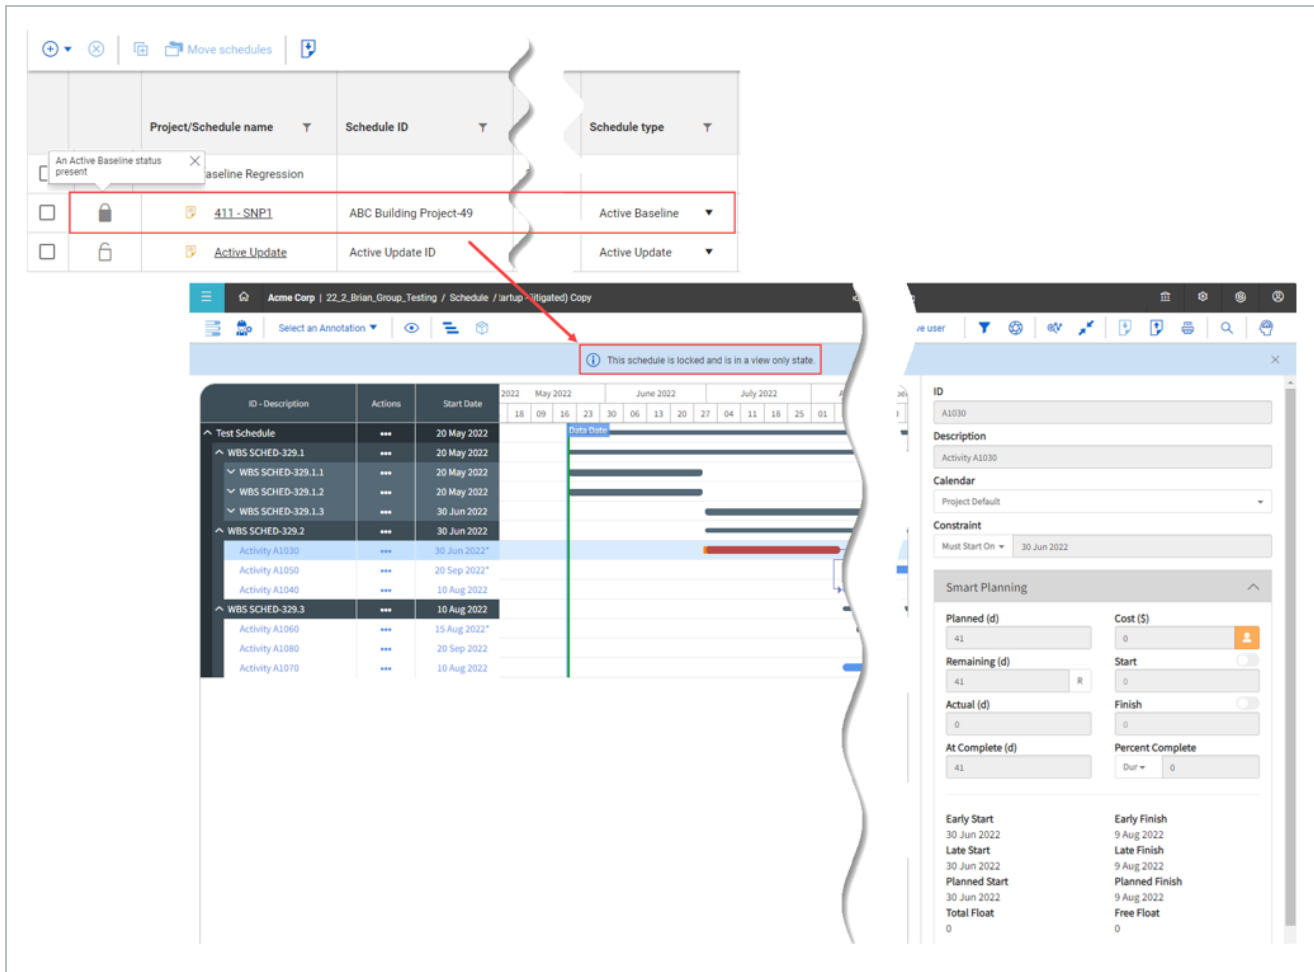 Move schedules
Project/Schedule name
Schedule ID
Schedule type
An Active Baseline status
present
aseline Regression
411 - SNP1
ABC Building Project-49
Active Baseline
Active Update
Active Update ID
Active Update
Acme Corp | 22_2_Brian_Group_Testing / Schedule /
itigated) Copy
Select an Annotation
ve user
This schedule is locked and is in a view only state.
ID - Description
Actions
Start Date
2022
May 2022
June 2022
July 2022
18 09 16 23 30 06 13 20 27 04 11 18 25 01
Data Date
Test Schedule ••• 20 May 2022
WBS SCHED-329.1 ••• 20 May 2022
WBS SCHED-329.1.1 ••• 20 May 2022
WBS SCHED-329.1.2 ••• 20 May 2022
WBS SCHED-329.1.3 ••• 30 Jun 2022
WBS SCHED-329.2 ••• 30 Jun 2022
Activity A1030 ••• 30 Jun 2022*
Activity A1050 ••• 20 Sep 2022*
Activity A1040 ••• 10 Aug 2022
WBS SCHED-329.3 ••• 10 Aug 2022
Activity A1060 ••• 15 Aug 2022*
Activity A1080 ••• 20 Sep 2022
Activity A1070 ••• 10 Aug 2022
ID
A1030
Description
Activity A1030
Calendar
Project Default
Constraint
Must Start On
30 Jun 2022
Smart Planning
Planned (d)
Cost ($)
41
0
Remaining (d)
Start
41
R
0
Actual (d)
Finish
0
0
At Complete (d)
Percent Complete
41
Dur
0
Early Start
Early Finish
30 Jun 2022
9 Aug 2022
Late Start
Late Finish
30 Jun 2022
9 Aug 2022
Planned Start
Planned Finish
30 Jun 2022
9 Aug 2022
Total Float
Free Float
0
0